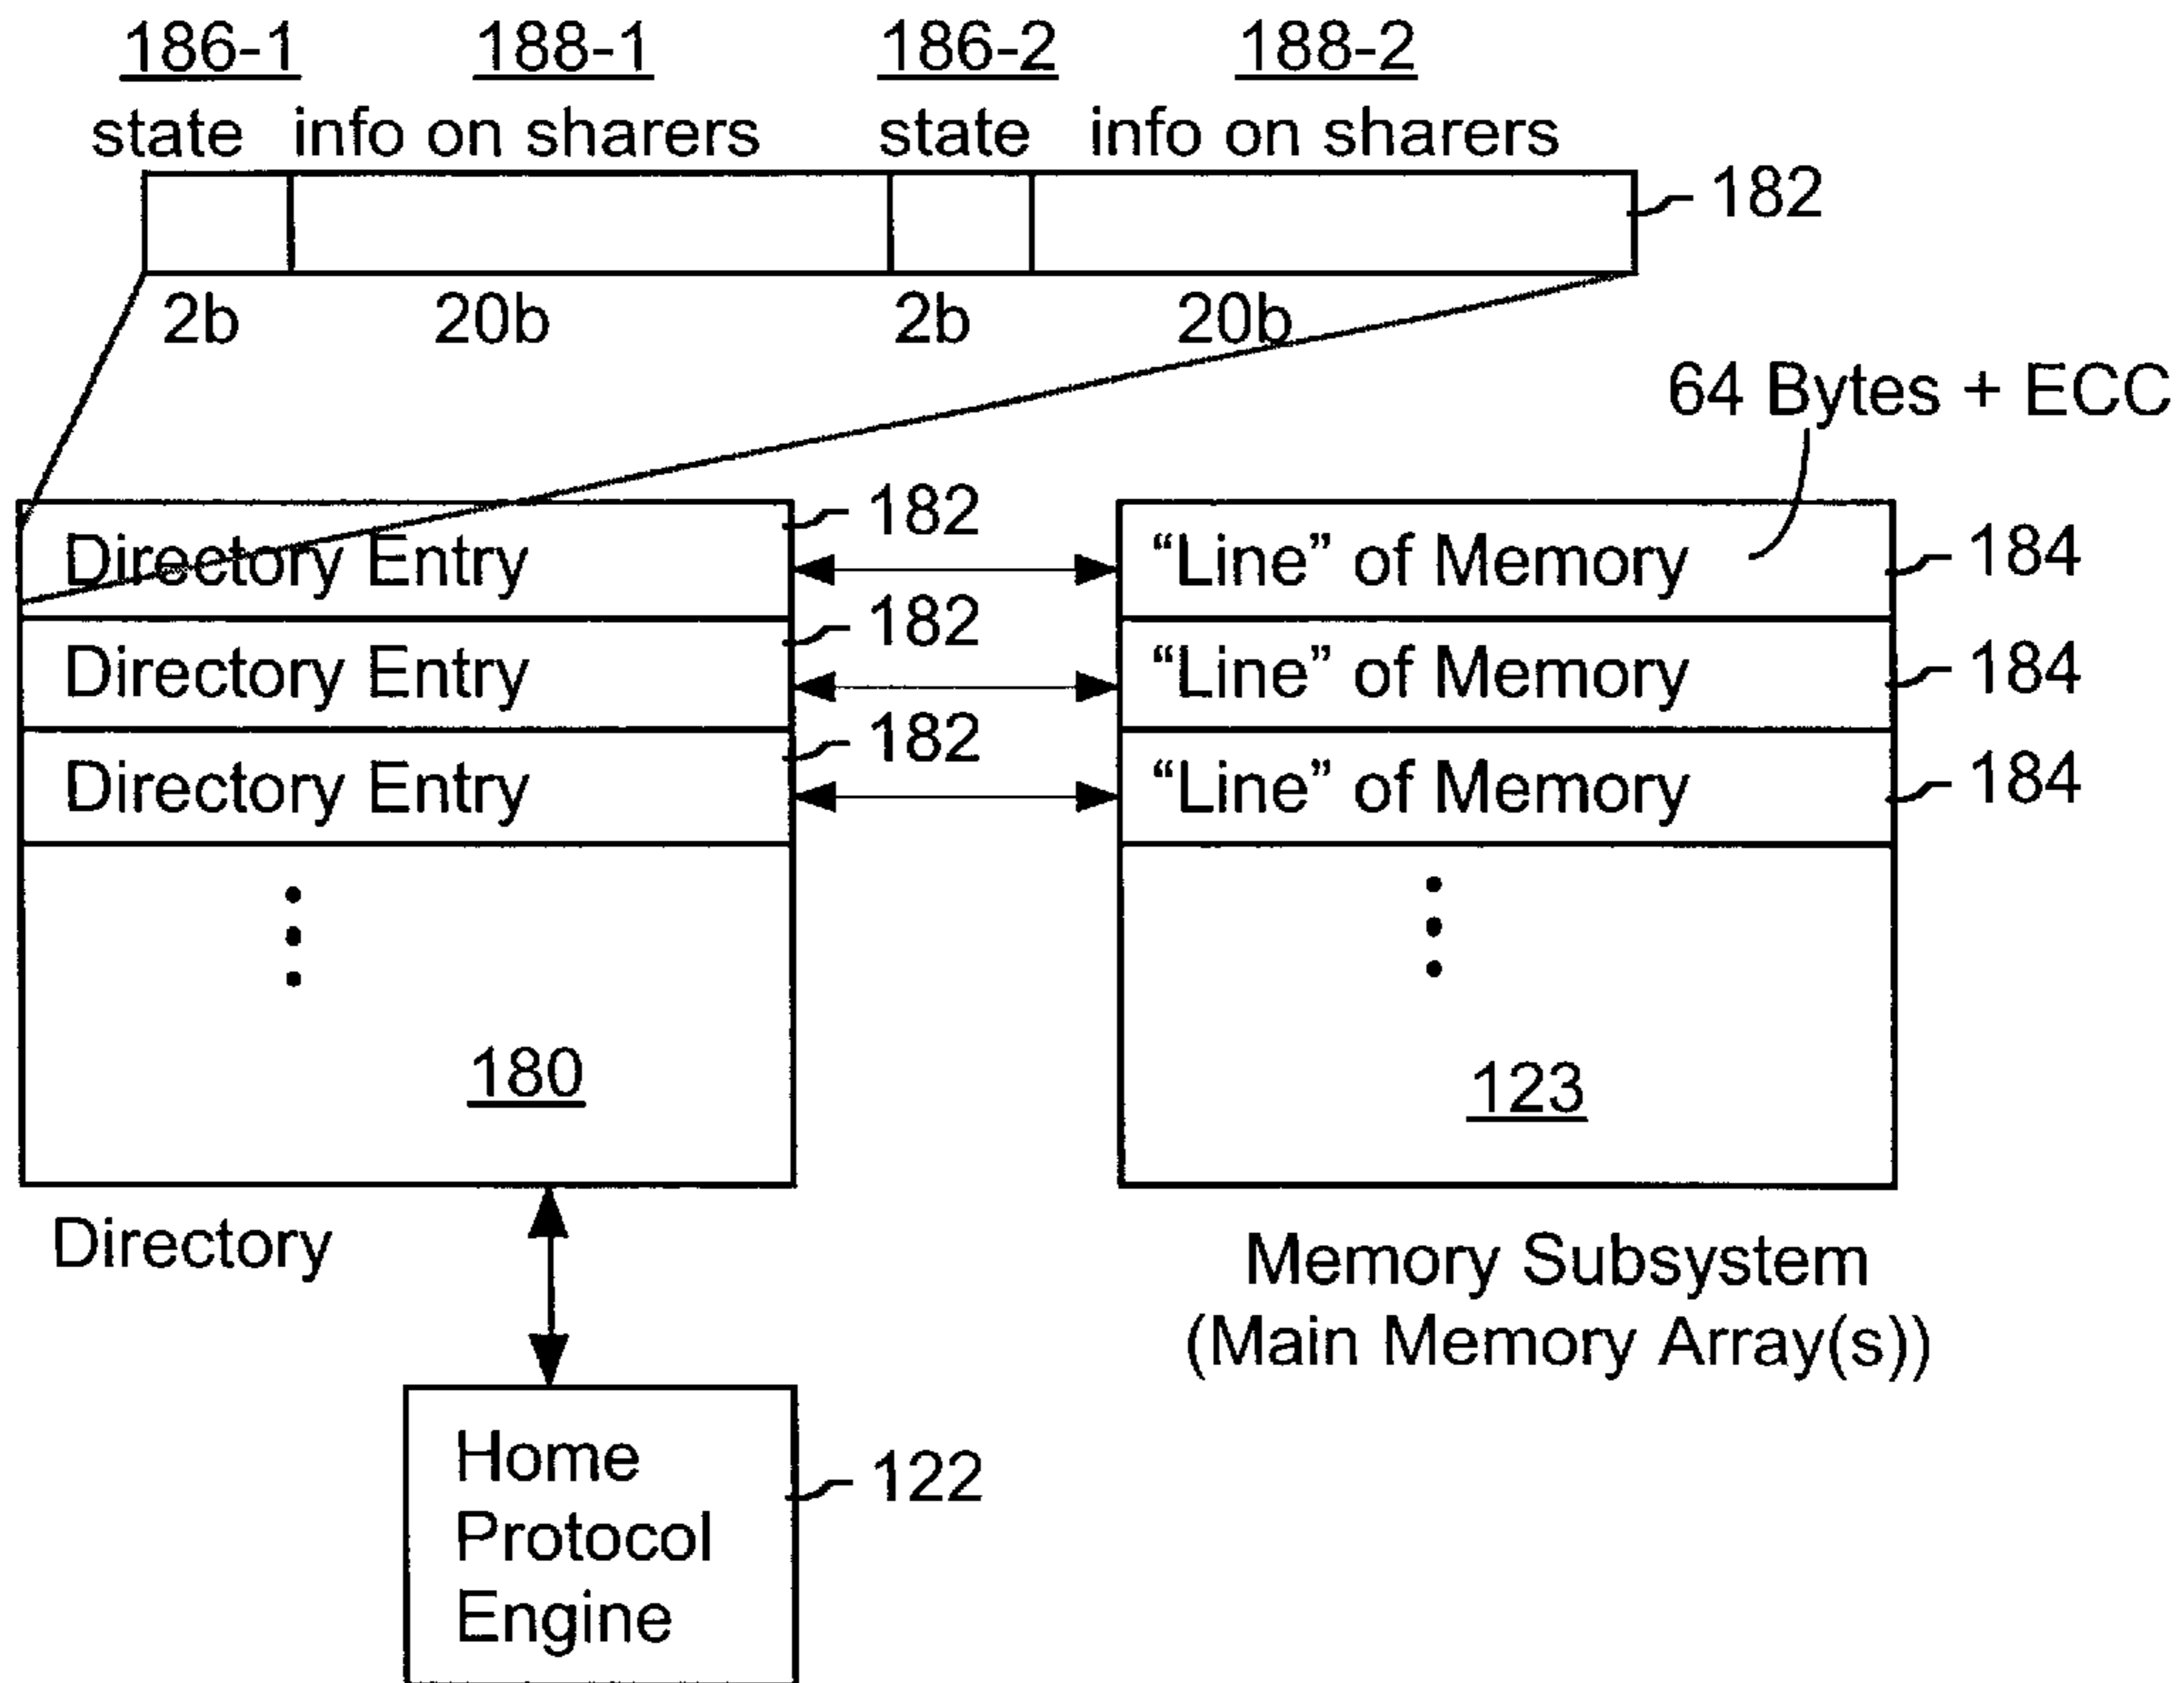 186-1 188-1 186-2 188-2
state info on sharers state info on sharers
182
2b 20b 2b 20b
64 Bytes + ECC
Directory Entry 182 “Line” of Memory 184
Directory Entry 182 “Line” of Memory 184
Directory Entry 182 “Line” of Memory 184
180 123
Directory
Memory Subsystem
(Main Memory Array(s))
Home
Protocol
Engine
122